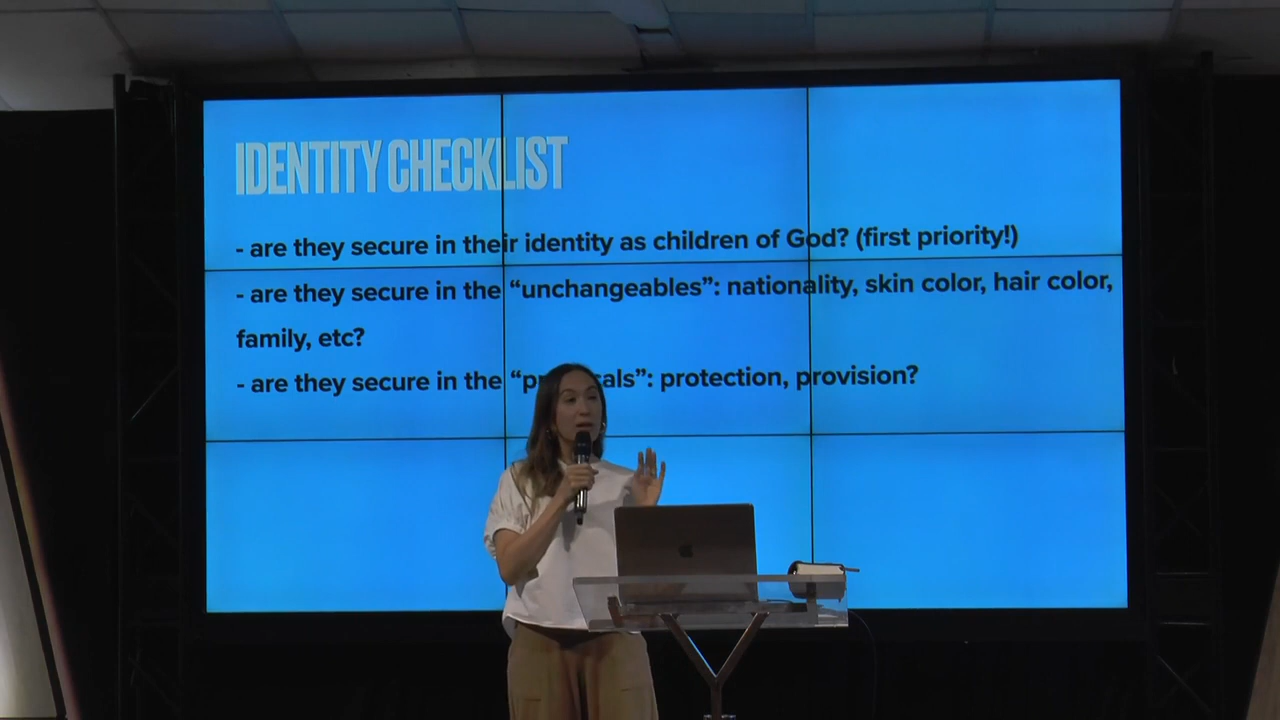 IDENTITY CHECKLIST
- are they secure in their identity as children of God? (first priority!)
- are they secure in the “unchangeables”: nationality, skin color, hair color,
family, etc?
- are they secure in the : protection, provision?